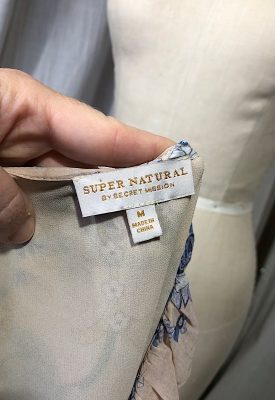 SUPER NATURAL
BY SECRET MISSION
M
MADE IN
CHINA